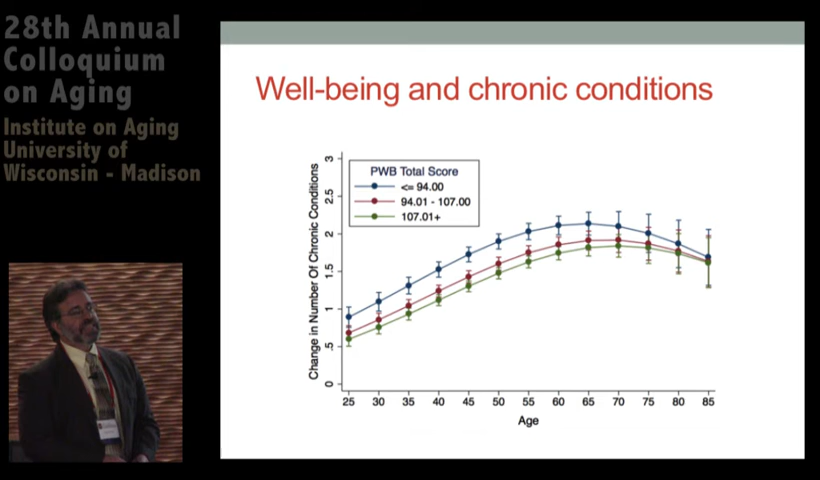 28th Annual
Colloquium
on Aging
Institute on Aging
University of
Wisconsin - Madison
Well-being and chronic conditions
PWB Total Score
<= 94.00
94.01 - 107.00
107.01+
Change in Number Of Chronic Conditions
3
2.5
2
1.5
1
.5
0
25 30 35 40 45 50 55 60 65 70 75 80 85
Age